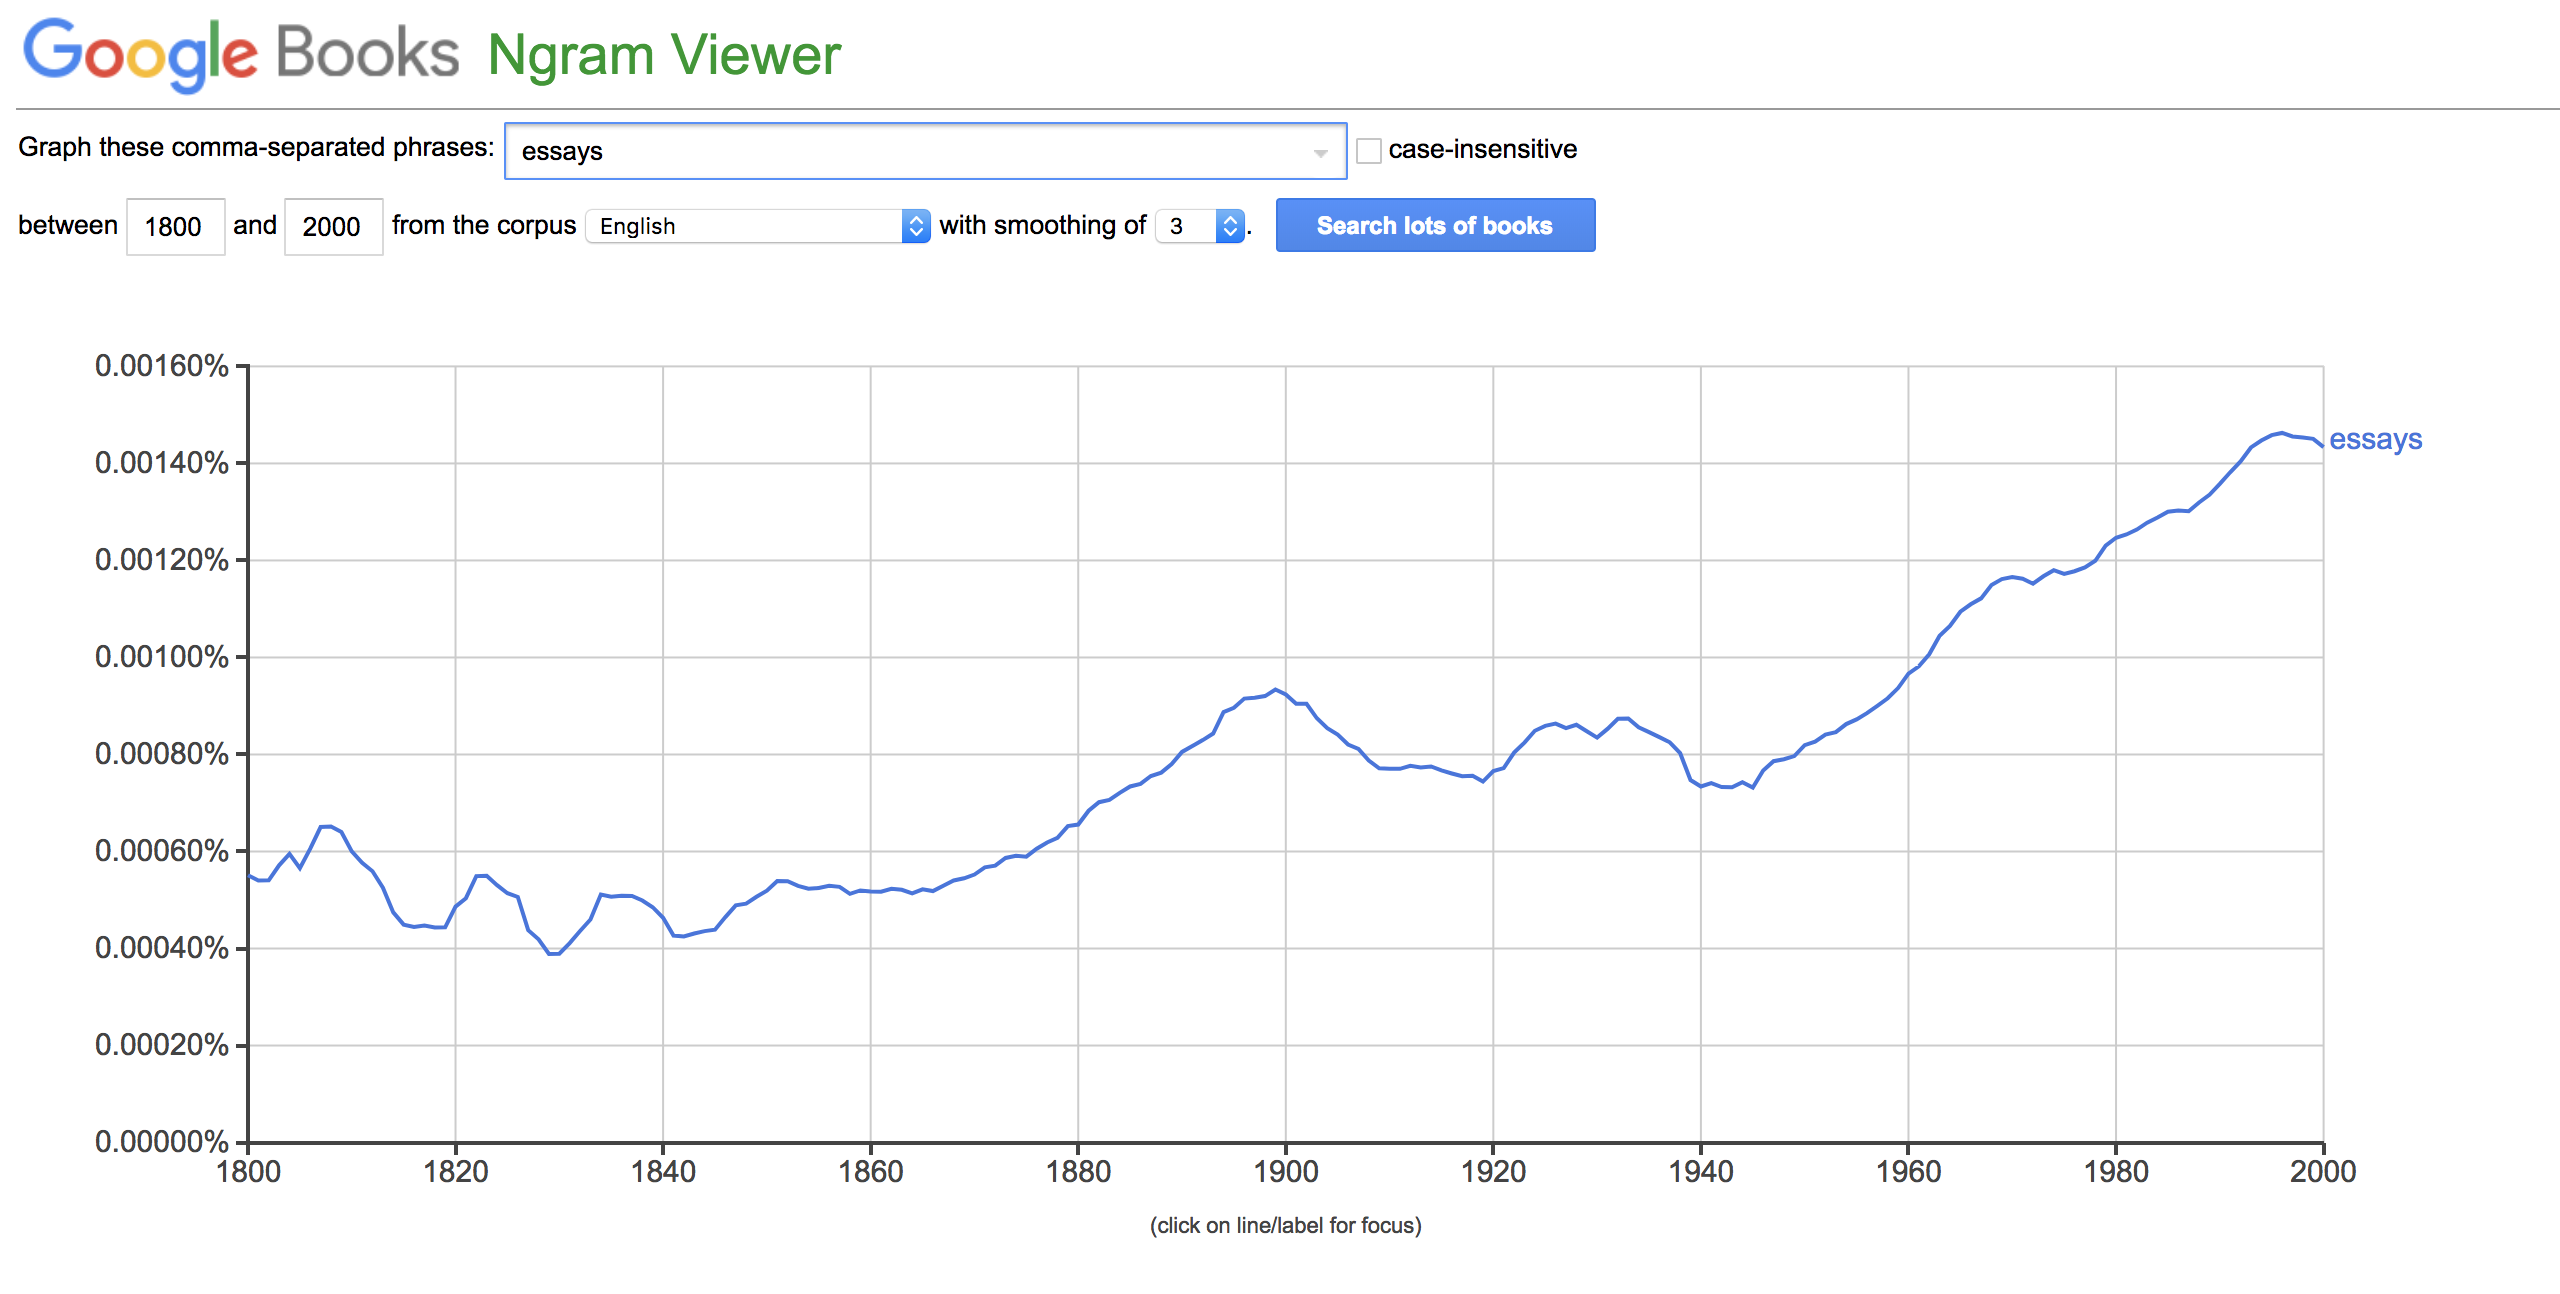 Google Books Ngram Viewer
Graph these comma-separated phrases: essays case-insensitive
between 1800 and 2000 from the corpus English with smoothing of 3 . Search lots of books
0.00160%
essays
0.00140%
0.00120%
0.00100%
0.00080%
0.00060%
0.00040%
0.00020%
0.00000%
1800 1820 1840 1860 1880 1900 1920 1940 1960 1980 2000
(click on line/label for focus)